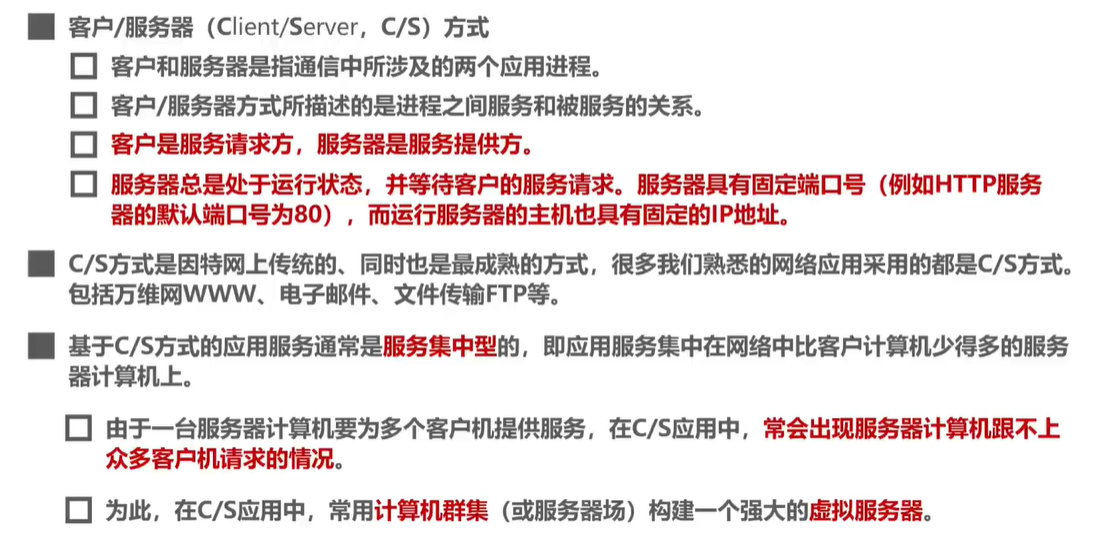 客户/服务器（Client/Server，C/S）方式
客户和服务器是指通信中所涉及的两个应用进程。
客户/服务器方式所描述的是进程之间服务和被服务的关系。
客户是服务请求方，服务器是服务提供方。
服务器总是处于运行状态，并等待客户的服务请求。服务器具有固定端口号（例如HTTP服务
器的默认端口号为80），而运行服务器的主机也具有固定的IP地址。
C/S方式是因特网上传统的、同时也是最成熟的方式，很多我们熟悉的网络应用采用的都是C/S方式。
包括万维网WWW、电子邮件、文件传输FTP等。
基于C/S方式的应用服务通常是服务集中型的，即应用服务集中在网络中比客户计算机少得多的服务
器计算机上。
由于一台服务器计算机要为多个客户机提供服务，在C/S应用中，常会出现服务器计算机跟不上
众多客户机请求的情况。
为此，在C/S应用中，常用计算机群集（或服务器场）构建一个强大的虚拟服务器。